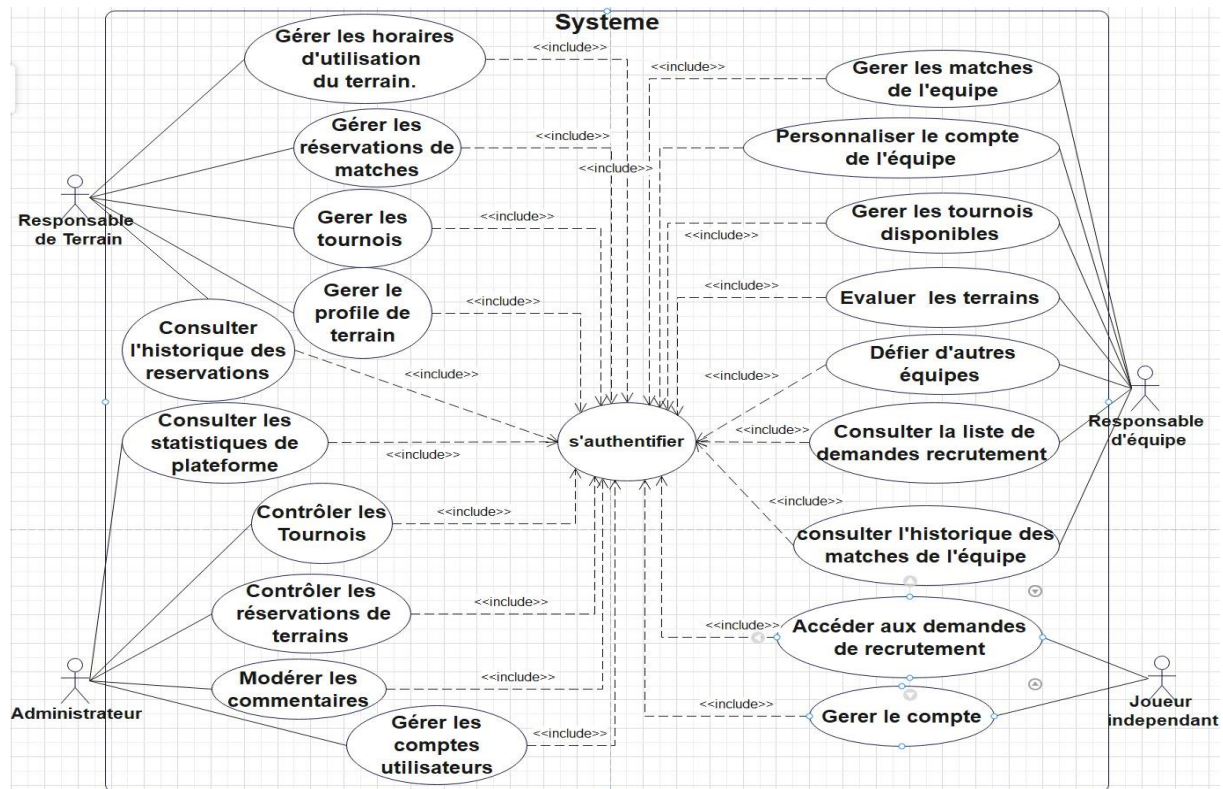 Systeme
Gérer les horaires
d'utilisation
du terrain.
<<include>>
Gérer les
réservations de
matches
<<include>>
Gerer les
tournois
<<include>>
Gerer le
profile de
terrain
<<include>>
Consulter
l'historique des
reservations
<<include>>
Responsable
de Terrain
Consulter les
statistiques de
plateforme
<<include>>
Contrôler les
Tournois
<<include>>
Contrôler les
réservations de
terrains
<<include>>
Modérer les
commentaires
<<include>>
Gérer les
comptes
utilisateurs
<<include>>
Administrateur
s'authentifier
<<include>>
Gerer les matches
de l'equipe
<<include>>
Personnaliser le compte
de l'équipe
<<include>>
Gerer les tournois
disponibles
<<include>>
Evaluer les terrains
<<include>>
Défier d'autres
équipes
<<include>>
Consulter la liste de
demandes recrutement
<<include>>
consulter l'historique des
matches de l'équipe
Responsable
d'équipe
<<include>>
Accéder aux demandes
de recrutement
<<include>>
Gerer le compte
Joueur
independant